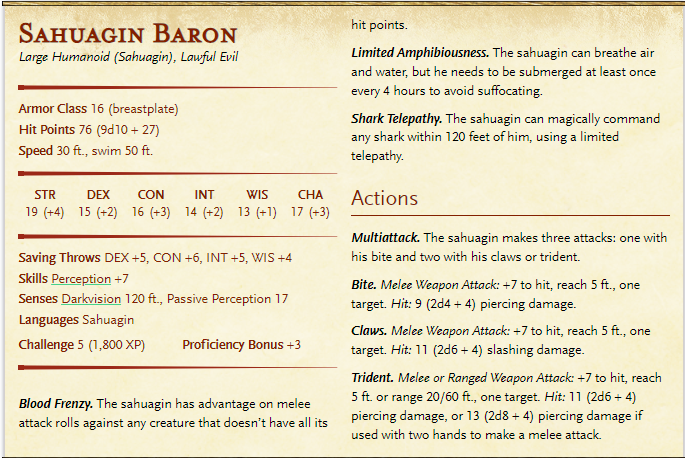 Sahuagin Baron
Large Humanoid (Sahuagin), Lawful Evil
Armor Class 16 (breastplate)
Hit Points 76 (9d10 + 27)
Speed 30 ft., swim 50 ft.
STR DEX CON INT WIS CHA
19 (+4) 15 (+2) 16 (+3) 14 (+2) 13 (+1) 17 (+3)
Saving Throws DEX +5, CON +6, INT +5, WIS +4
Skills Perception +7
Senses Darkvision 120 ft., Passive Perception 17
Languages Sahuagin
Challenge 5 (1,800 XP) Proficiency Bonus +3
Blood Frenzy. The sahuagin has advantage on melee
attack rolls against any creature that doesn't have all its
hit points.
Limited Amphibiousness. The sahuagin can breathe air
and water, but he needs to be submerged at least once
every 4 hours to avoid suffocating.
Shark Telepathy. The sahuagin can magically command
any shark within 120 feet of him, using a limited
telepathy.
Actions
Multiattack. The sahuagin makes three attacks: one with
his bite and two with his claws or trident.
Bite. Melee Weapon Attack: +7 to hit, reach 5 ft., one
target. Hit: 9 (2d4 + 4) piercing damage.
Claws. Melee Weapon Attack: +7 to hit, reach 5 ft., one
target. Hit: 11 (2d6 + 4) slashing damage.
Trident. Melee or Ranged Weapon Attack: +7 to hit, reach
5 ft. or range 20/60 ft., one target. Hit: 11 (2d6 + 4)
piercing damage, or 13 (2d8 + 4) piercing damage if
used with two hands to make a melee attack.